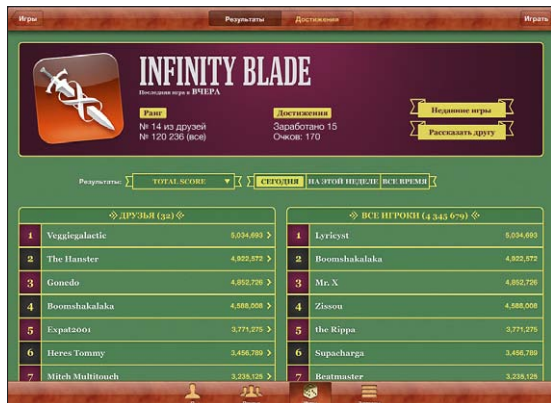 Игры
Результаты
Достижения
Играть
INFINITY BLADE
Последняя игра в ВЧЕРА
Ранг
№ 14 из друзей
№ 120 236 (все)
Достижения
Заработано 15
Очков: 170
Недавние игры
Рассказать другу
Результаты:
TOTAL SCORE
СЕГОДНЯ
НА ЭТОЙ НЕДЕЛЕ
ВСЕ ВРЕМЯ
ДРУЗЬЯ (32)
1 Veggiegalactic 5,034,693
2 The Hanster 4,922,572
3 Gonedo 4,852,726
4 Boomshakalaka 4,588,008
5 Expat2001 3,771,275
6 Heres Tommy 3,456,789
7 Mitch Multitouch 3,235,125
ВСЕ ИГРОКИ (4 345 679)
1 Lyricyst 5,034,693
2 Boomshakalaka 4,922,572
3 Mr. X 4,852,726
4 Zissou 4,588,008
5 the Rippa 3,771,275
6 Supacharga 3,456,789
7 Beatmaster 3,235,125